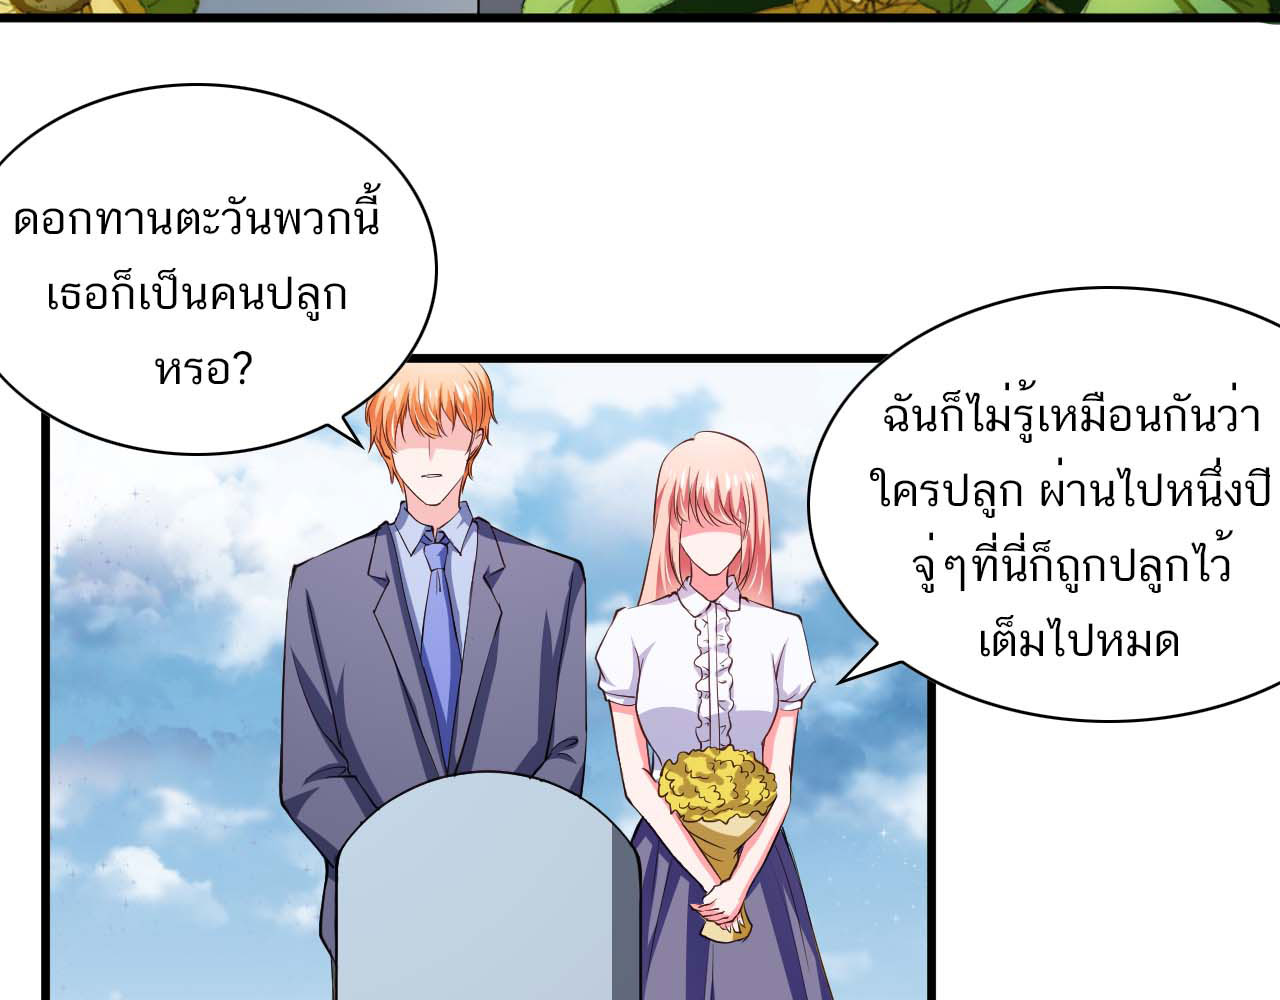 ดอกทานตะวันพวกนี้
เธอก็เป็นคนปลูก
หรอ?
ฉันก็ไม่รู้เหมือนกันว่า
ใครปลูก ผ่านไปหนึ่งปี
จู่ๆที่นี่ก็ถูกปลูกไว้
เต็มไปหมด